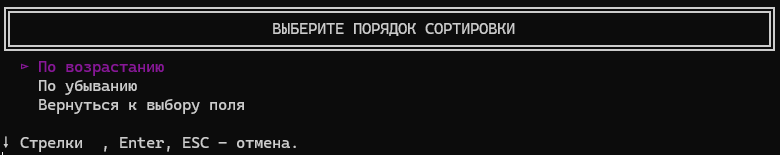 ВЫБЕРИТЕ ПОРЯДОК СОРТИРОВКИ
▻ По возрастанию
По убыванию
Вернуться к выбору поля
↓ Стрелки , Enter, ESC — отмена.